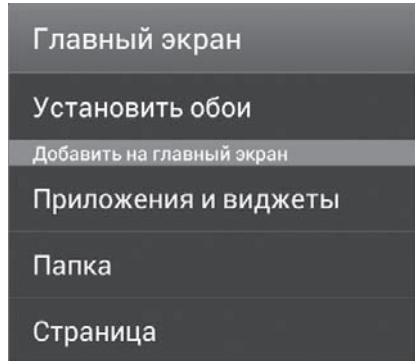 Главный экран
Установить обои
Добавить на главный экран
Приложения и виджеты
Папка
Страница